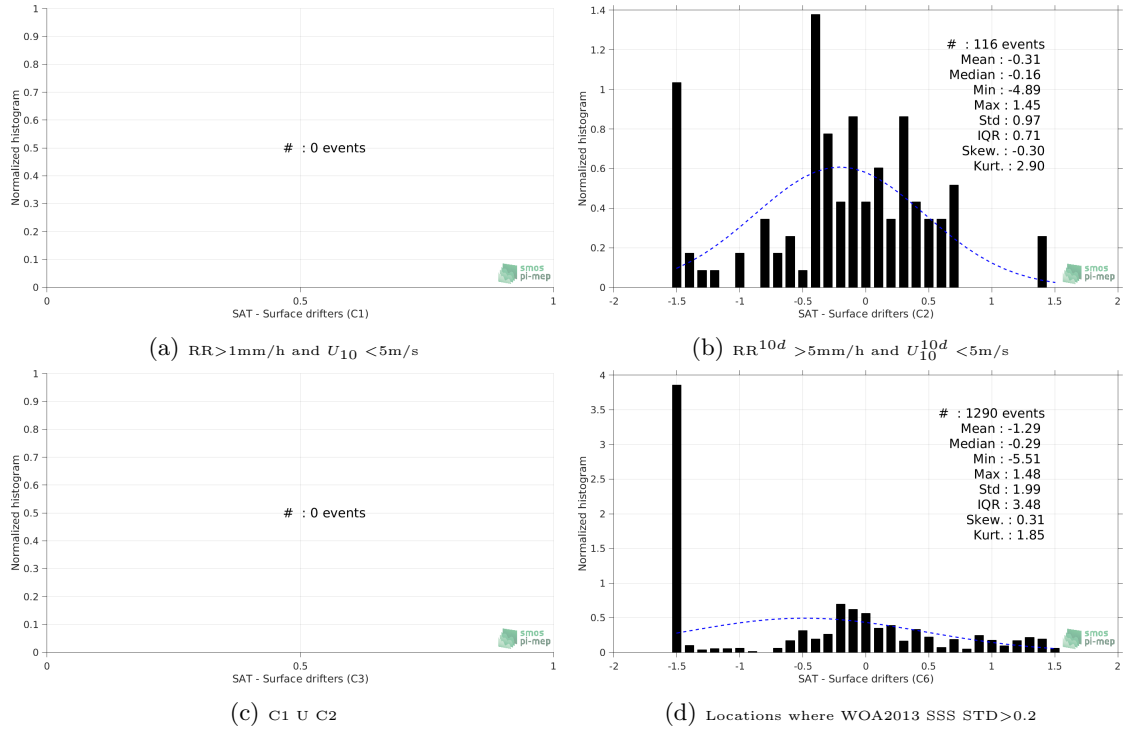 1
0.9
0.8
0.7
0.6
0.5
0.4
0.3
0.2
0.1
0
Normalized histogram
# : 0 events
0
0.5
1
SAT - Surface drifters (C1)
smos
pi-mep
(a) RR>1mm/h and U10 <5m/s
1.4
1.2
1
0.8
0.6
0.4
0.2
0
Normalized histogram
# : 116 events
Mean : -0.31
Median : -0.16
Min : -4.89
Max : 1.45
Std : 0.97
IQR : 0.71
Skew. : -0.30
Kurt. : 2.90
-2
-1.5
-1
-0.5
0
0.5
1
1.5
2
SAT - Surface drifters (C2)
smos
pi-mep
(b) RR10d >5mm/h and U10d10 <5m/s
1
0.9
0.8
0.7
0.6
0.5
0.4
0.3
0.2
0.1
0
Normalized histogram
# : 0 events
0
0.5
1
SAT - Surface drifters (C3)
smos
pi-mep
(c) C1 U C2
4
3.5
3
2.5
2
1.5
1
0.5
0
Normalized histogram
# : 1290 events
Mean : -1.29
Median : -0.29
Min : -5.51
Max : 1.48
Std : 1.99
IQR : 3.48
Skew. : 0.31
Kurt. : 1.85
-2
-1.5
-1
-0.5
0
0.5
1
1.5
2
SAT - Surface drifters (C6)
smos
pi-mep
(d) Locations where WOA2013 SSS STD>0.2